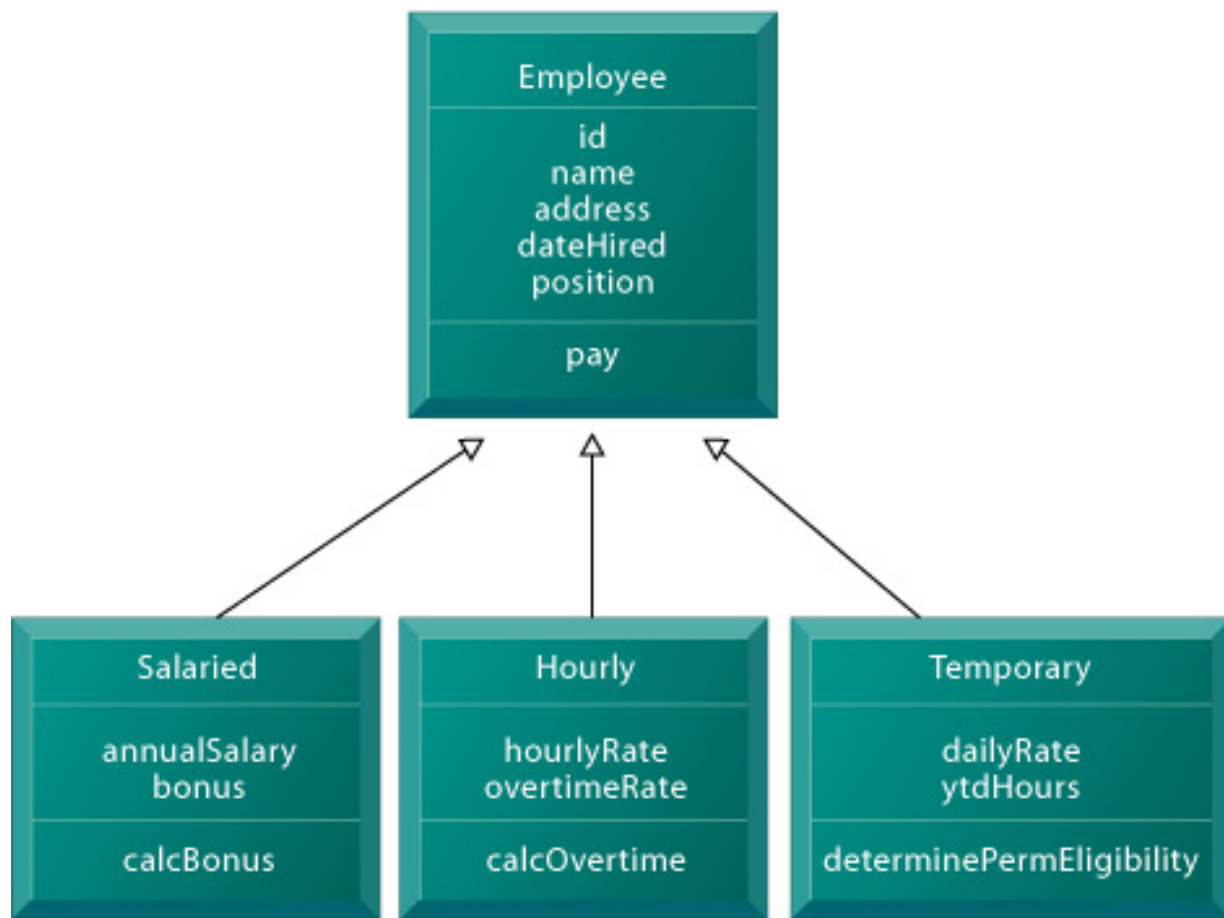 Employee
id
name
address
dateHired
position
pay
Salaried
annualSalary
bonus
calcBonus
Hourly
hourlyRate
overtimeRate
calcOvertime
Temporary
dailyRate
ytdHours
determinePermEligibility